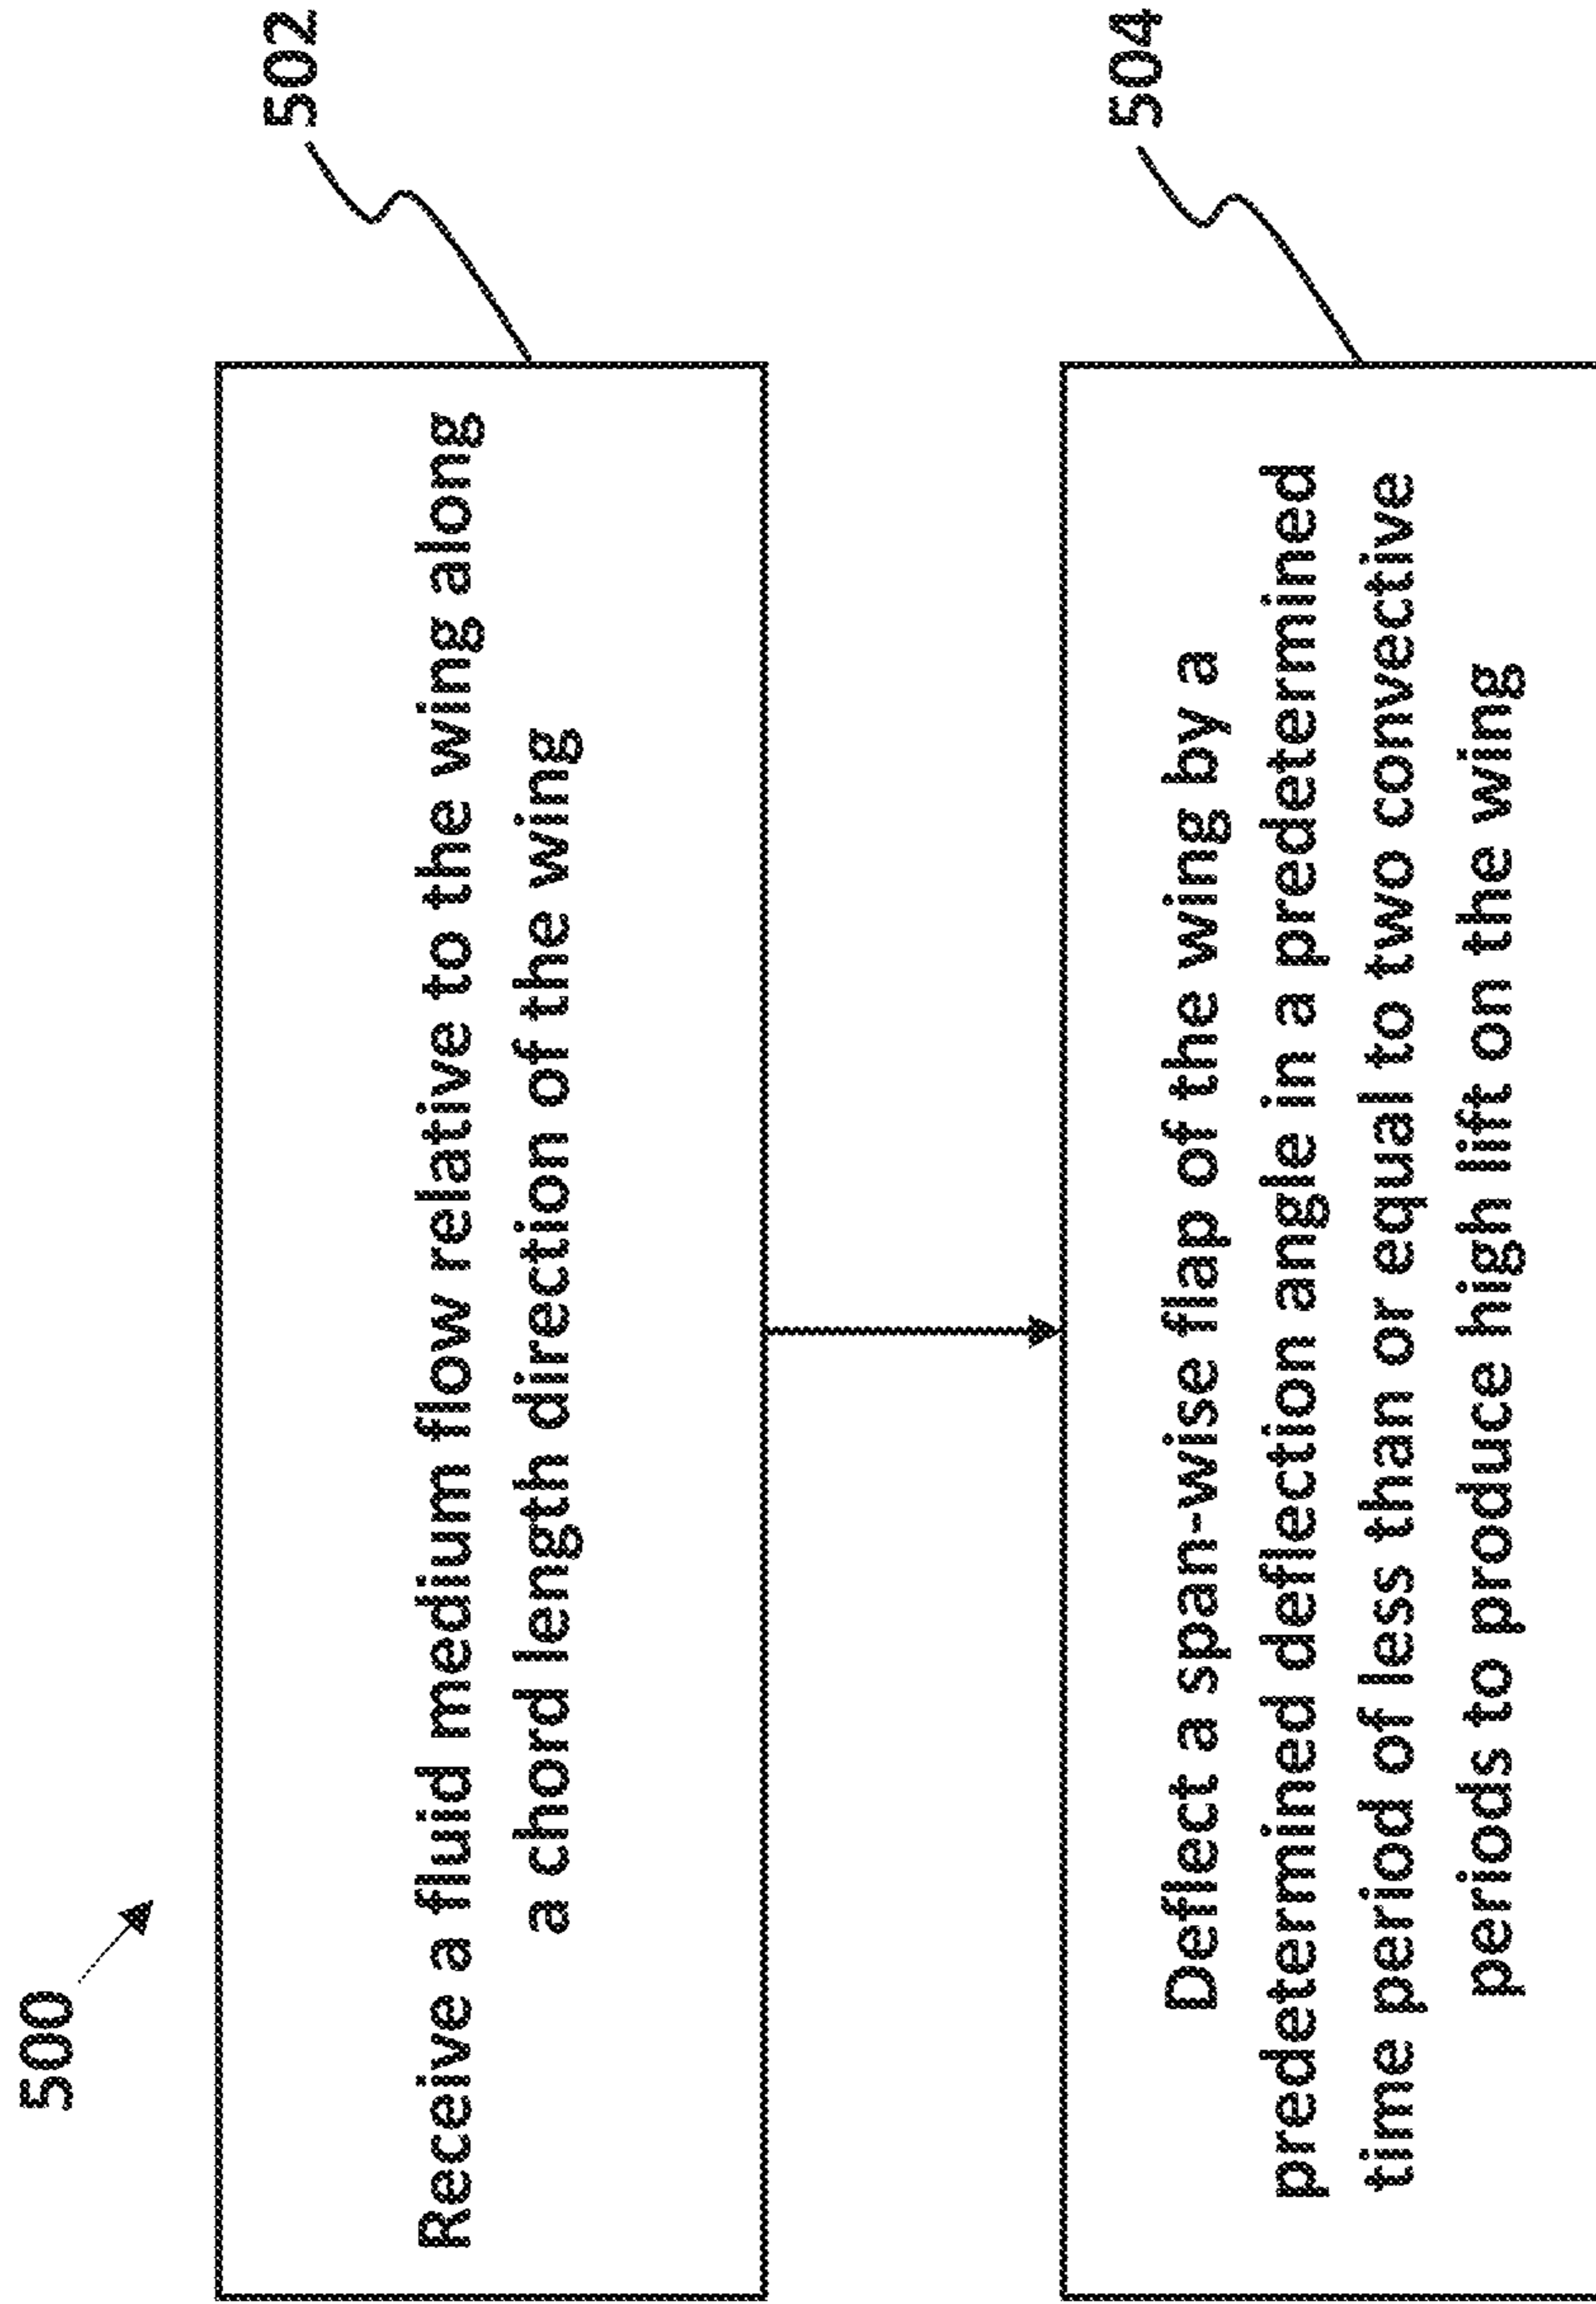 500
502
Receive a fluid medium flow relative to the wing along
a chord length direction of the wing
504
Deflect a span-wise flap of the wing by a
predetermined deflection angle in a predetermined
time period of less than or equal to two convective
periods to produce high lift on the wing